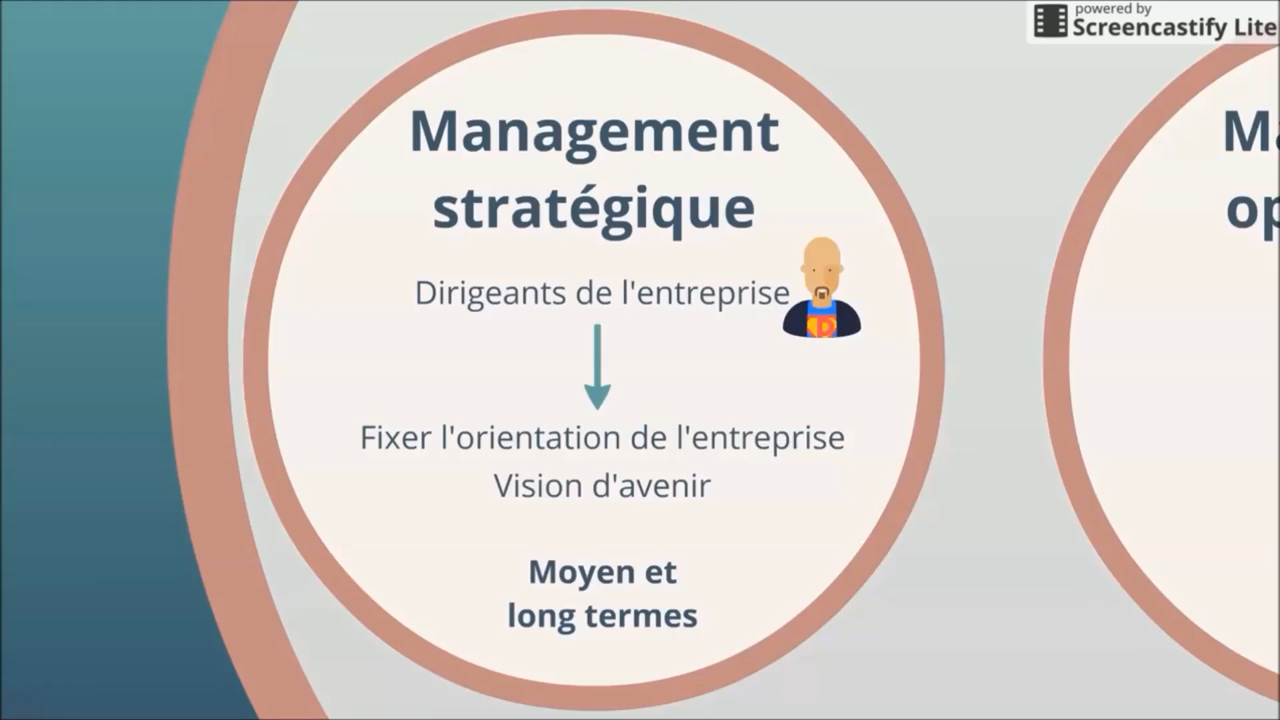 powered by
Screencastify Lite
Management
stratégique
Dirigeants de l'entreprise
Fixer l'orientation de l'entreprise
Vision d'avenir
Moyen et
long termes
M
op